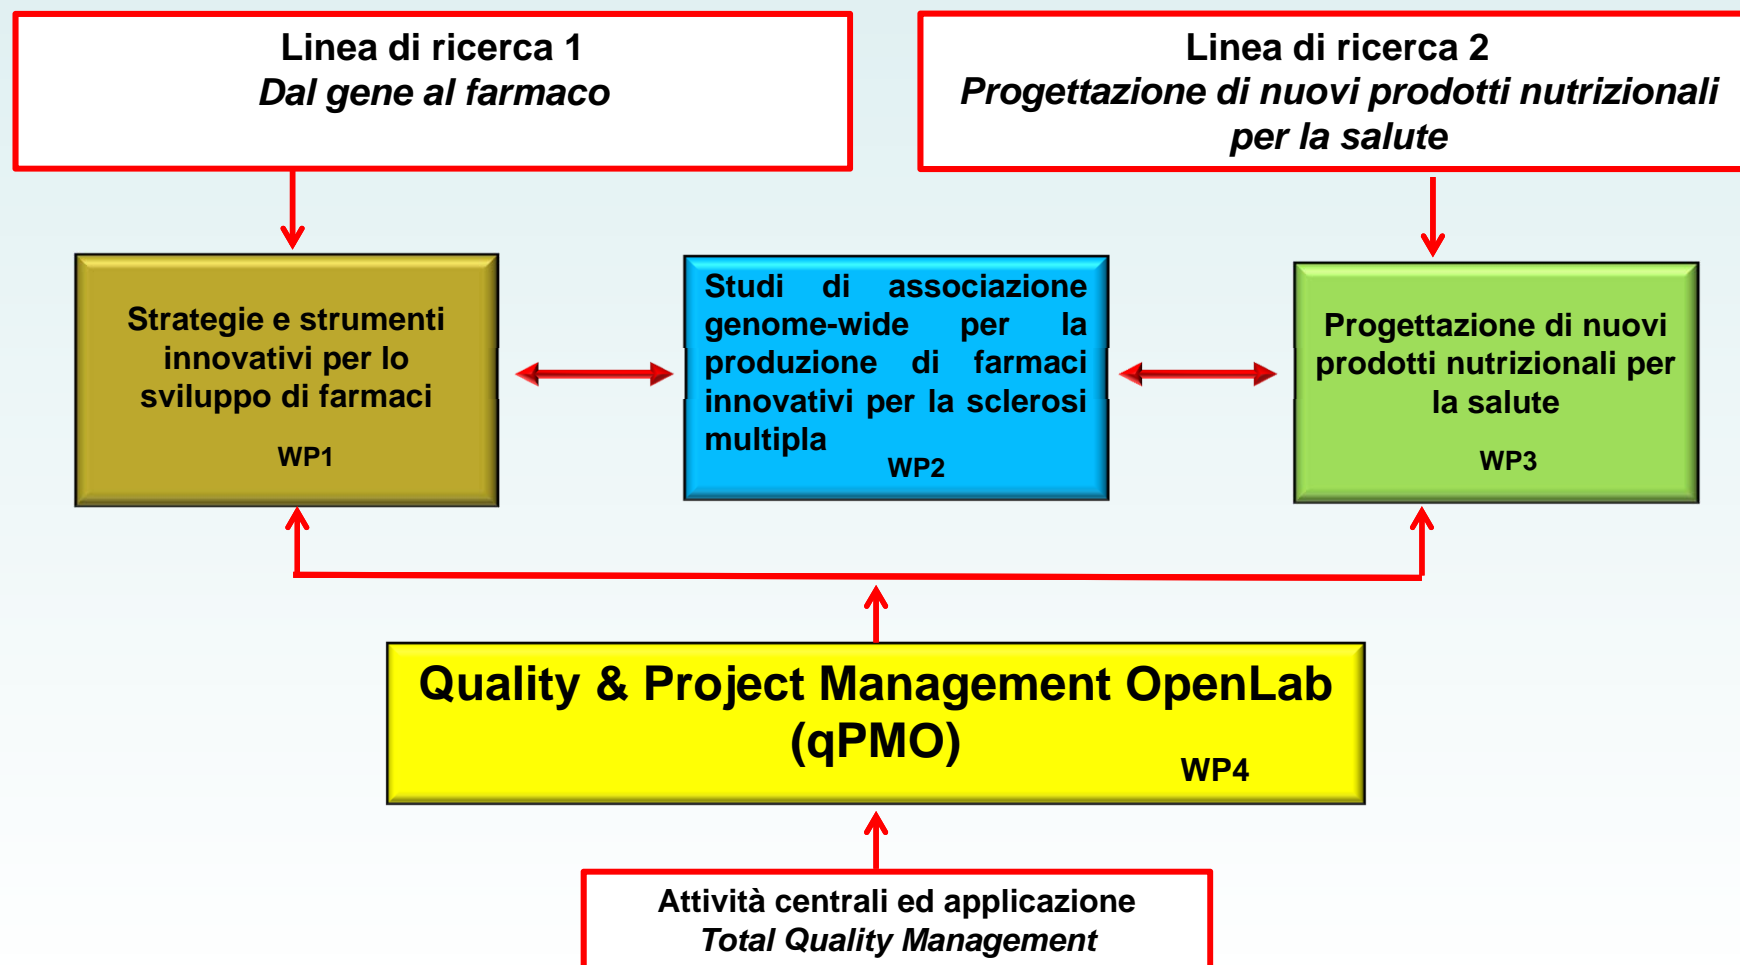 Linea di ricerca 1
Dal gene al farmaco
Linea di ricerca 2
Progettazione di nuovi prodotti nutrizionali
per la salute
Strategie e strumenti
innovativi per lo
sviluppo di farmaci
WP1
Studi di associazione
genome-wide per la
produzione di farmaci
innovativi per la sclerosi
multipla
WP2
Progettazione di nuovi
prodotti nutrizionali per
la salute
WP3
Quality & Project Management OpenLab
(qPMO)
WP4
Attività centrali ed applicazione
Total Quality Management